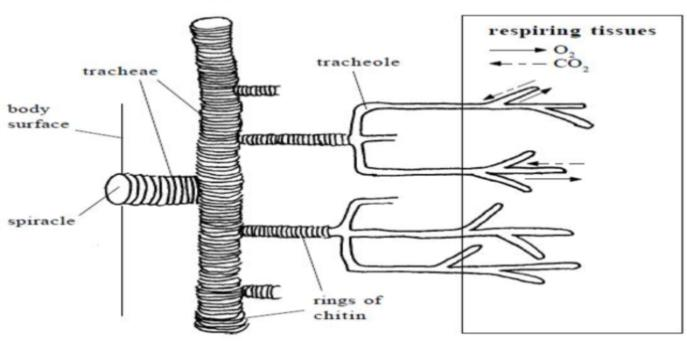 respiring tissues
O2
CO2
tracheae
tracheole
body
surface
spiracle
rings of
chitin